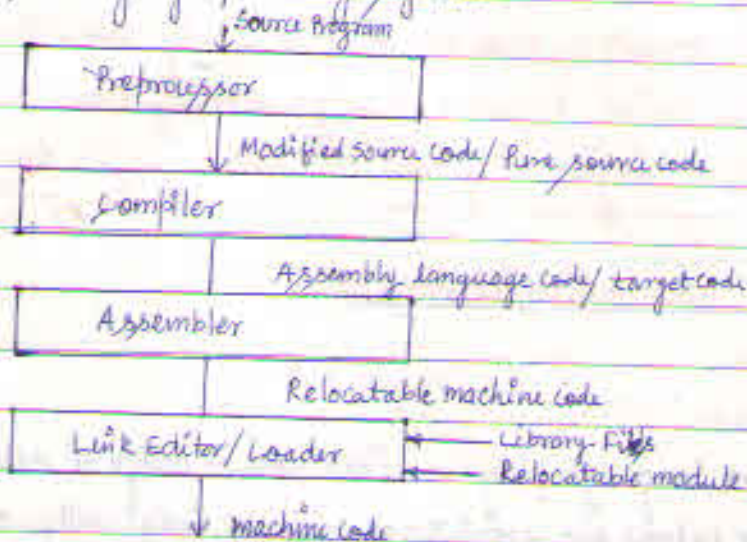 Source Program
Preprocessor
Modified source code/ Pure source code
Compiler
Assembly language code/ target code
Assembler
Relocatable machine code
Link Editor/ Loader
Library Files
Relocatable module
machine code